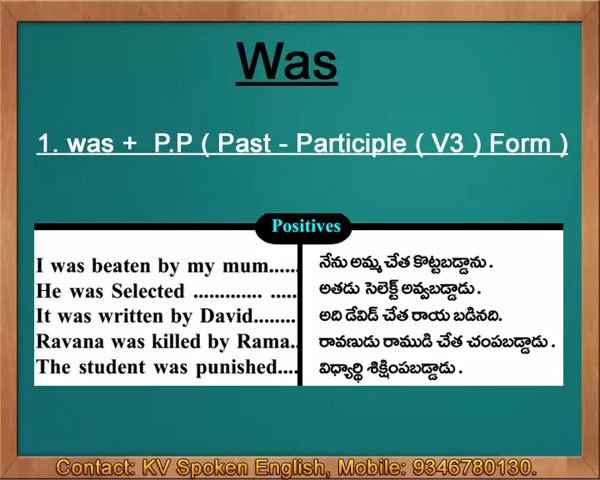 Was
1. was + P.P ( Past - Participle ( V3 ) Form )
Positives
I was beaten by my mum...... నేను అమ్మ చేత కొట్టబడ్డాను .
He was Selected ............. ..... అతడు సెలెక్ట్ అవ్వబడ్డాడు .
It was written by David........ అది డేవిడ్ చేత రాయ బడినది.
Ravana was killed by Rama.. రావణుడు రాముడి చేత చంపబడ్డాడు .
The student was punished.... విద్యార్థి శిక్షింపబడ్డాడు .
Contact: KV Spoken English, Mobile: 9346780130.